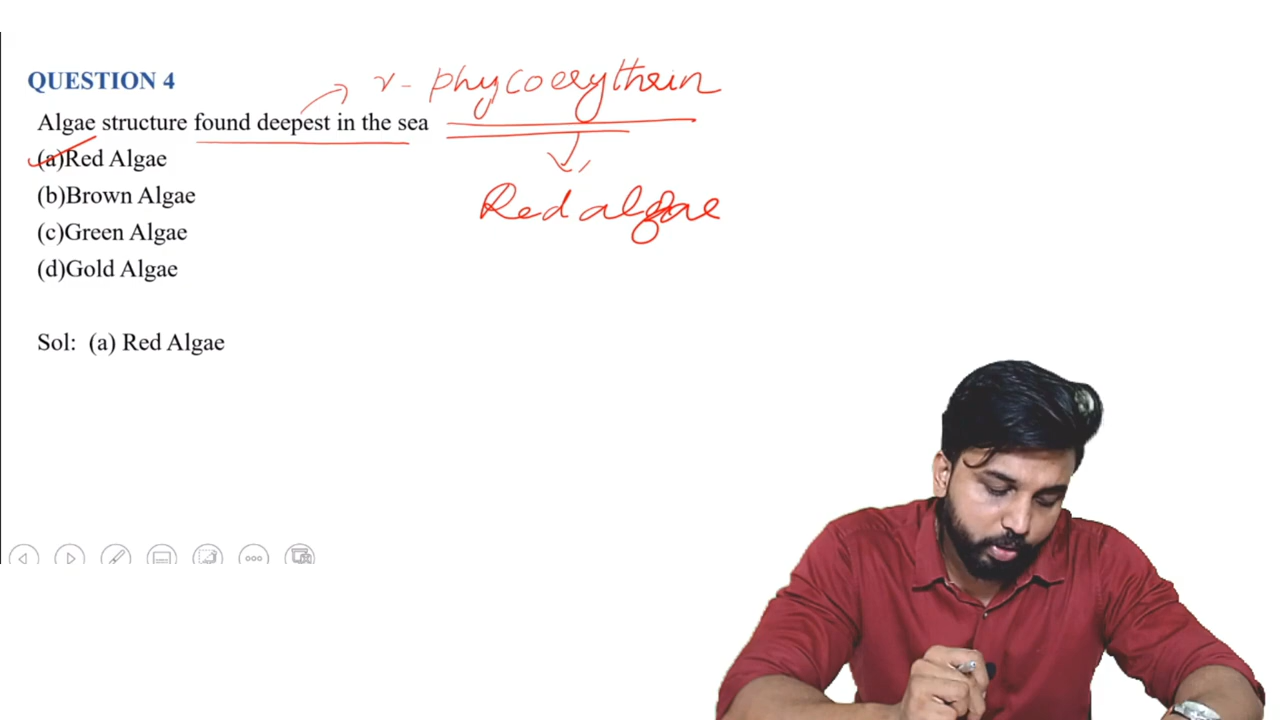 QUESTION 4
r- phycoerythrin
Algae structure found deepest in the sea
(a)Red Algae
(b)Brown Algae
Red algae
(c)Green Algae
(d)Gold Algae
Sol: (a) Red Algae